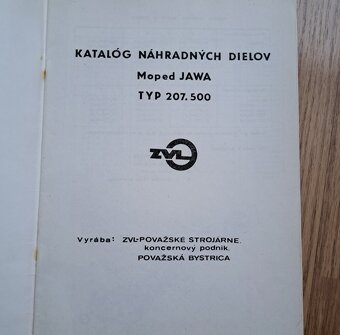 KATALÓG NÁHRADNÝCH DIELOV
Moped JAWA
TYP 207.500
ZVL
Vyrába: ZVL-POVAŽSKÉ STROJÁRNE.
koncernový podnik.
POVAŽSKÁ BYSTRICA